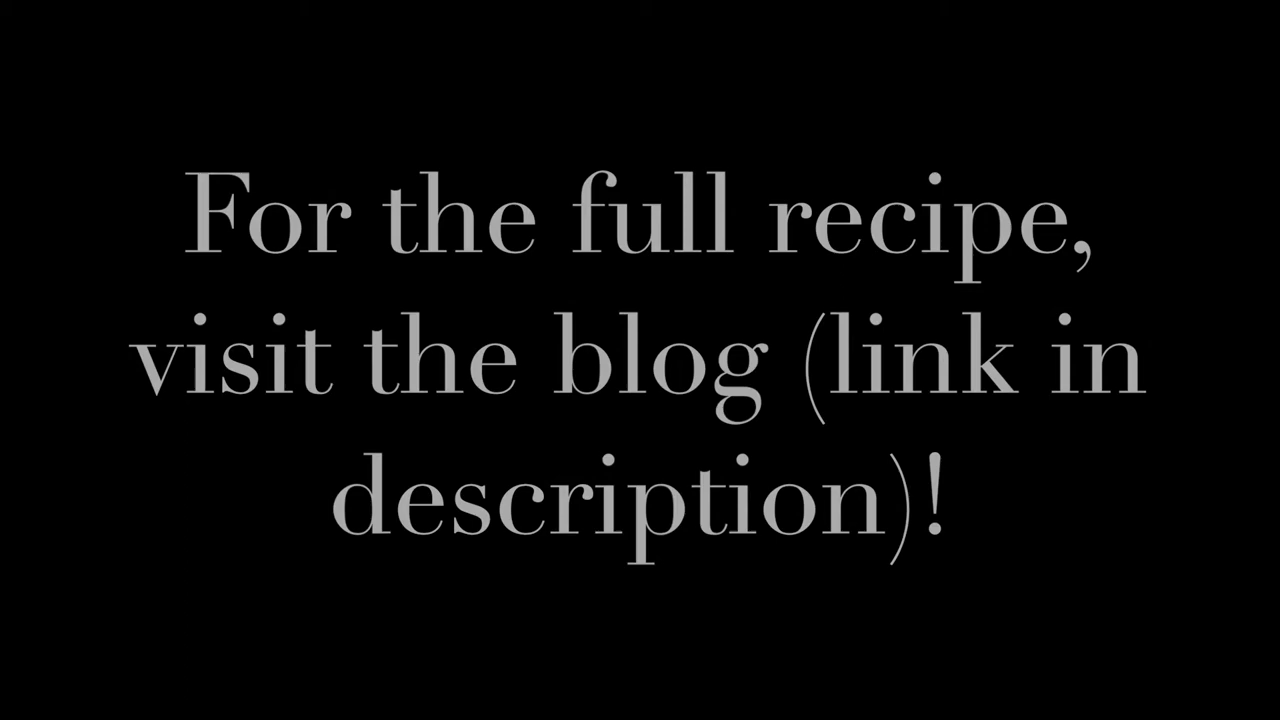 For the full recipe,
visit the blog (link in
description)!